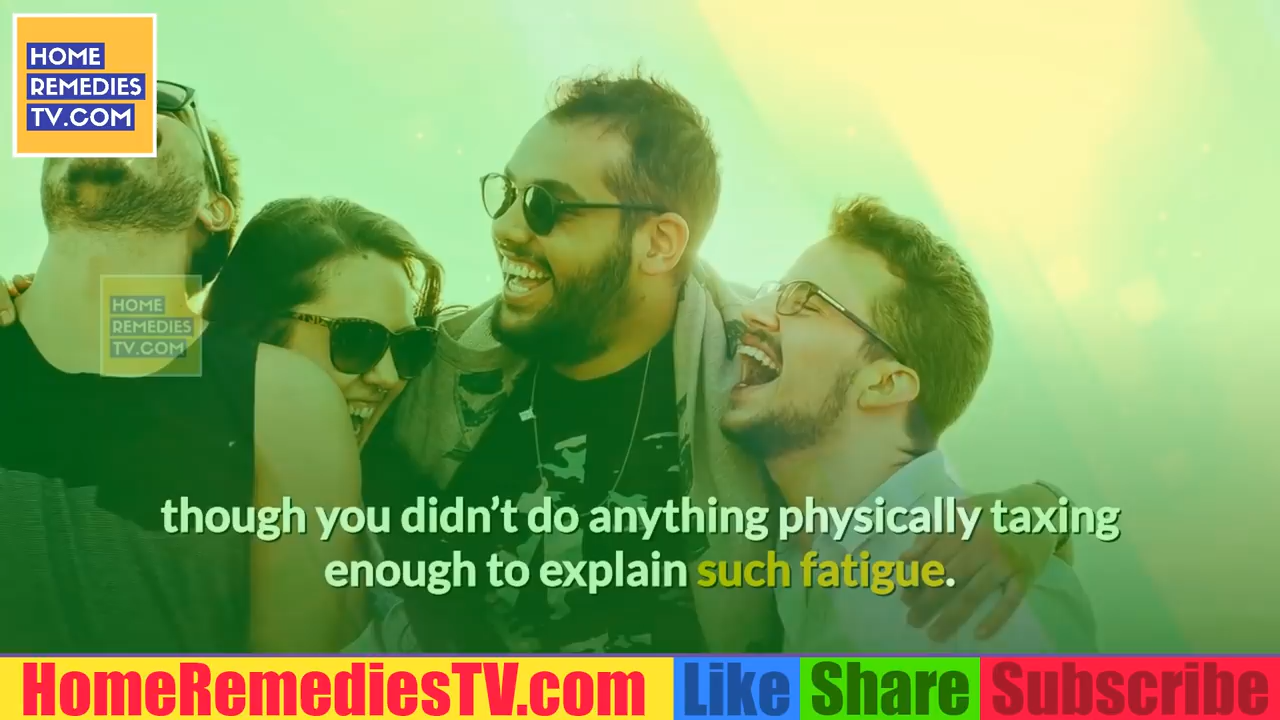 HOME
REMEDIES
TV.COM
HOME
REMEDIES
TV.COM
though you didn't do anything physically taxing
enough to explain such fatigue.
HomeRemediesTV.com Like Share Subscribe